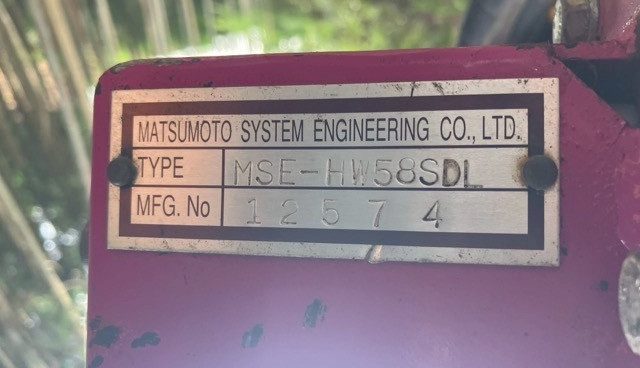 MATSUMOTO SYSTEM ENGINEERING CO., LTD.
TYPE MSE-HW58SDL
MFG. No 12574